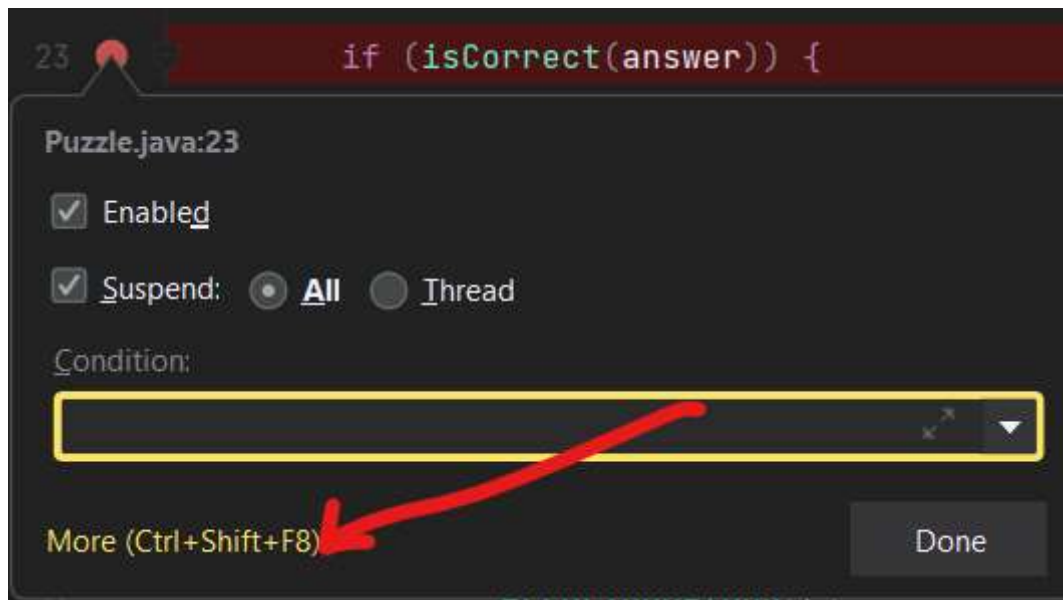 23 if (isCorrect(answer)) {
Puzzle.java:23
Enabled
Suspend: All Thread
Condition:
More (Ctrl+Shift+F8)
Done